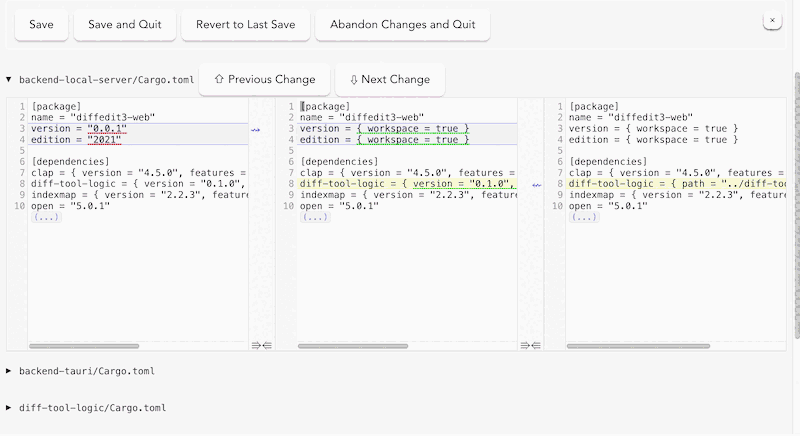 Save Save and Quit Revert to Last Save Abandon Changes and Quit ×
▼ backend-local-server/Cargo.toml ⇧ Previous Change ⇩ Next Change
1 [package]
2 name = "diffedit3-web"
3 version = "0.0.1"
4 edition = "2021"
5
6 [dependencies]
7 clap = { version = "4.5.0", features =
8 diff-tool-logic = { version = "0.1.0",
9 indexmap = { version = "2.2.3", featur
10 open = "5.0.1"
(...)
1 [package]
2 name = "diffedit3-web"
3 version = { workspace = true }
4 edition = { workspace = true }
5
6 [dependencies]
7 clap = { version = "4.5.0", features =
8 diff-tool-logic = { version = "0.1.0",
9 indexmap = { version = "2.2.3", feature
10 open = "5.0.1"
(...)
1 [package]
2 name = "diffedit3-web"
3 version = { workspace = true }
4 edition = { workspace = true }
5
6 [dependencies]
7 clap = { version = "4.5.0", features =
8 diff-tool-logic = { path = "../diff-too
9 indexmap = { version = "2.2.3", feature
10 open = "5.0.1"
(...)
▶ backend-tauri/Cargo.toml
▶ diff-tool-logic/Cargo.toml